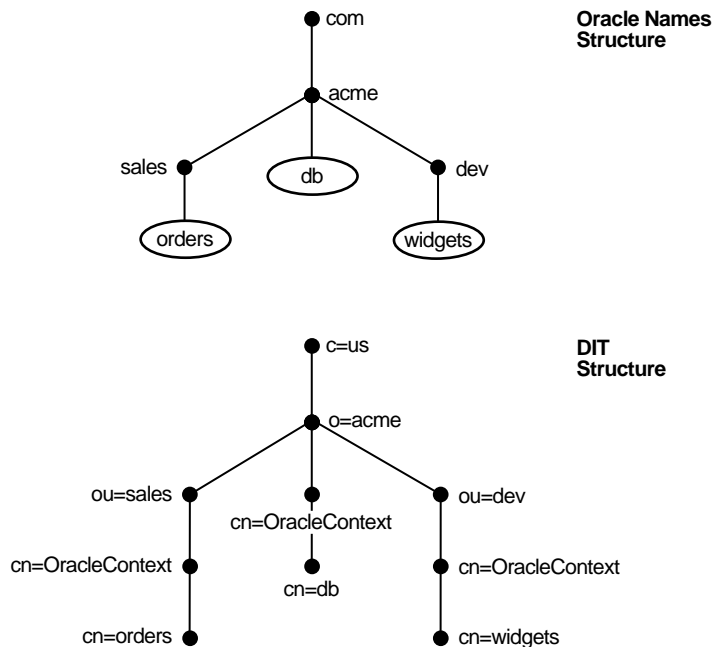 com
Oracle Names
Structure
acme
sales
db
dev
orders
widgets
c=us
DIT
Structure
o=acme
ou=sales
ou=dev
cn=OracleContext
cn=OracleContext
cn=OracleContext
cn=db
cn=orders
cn=widgets